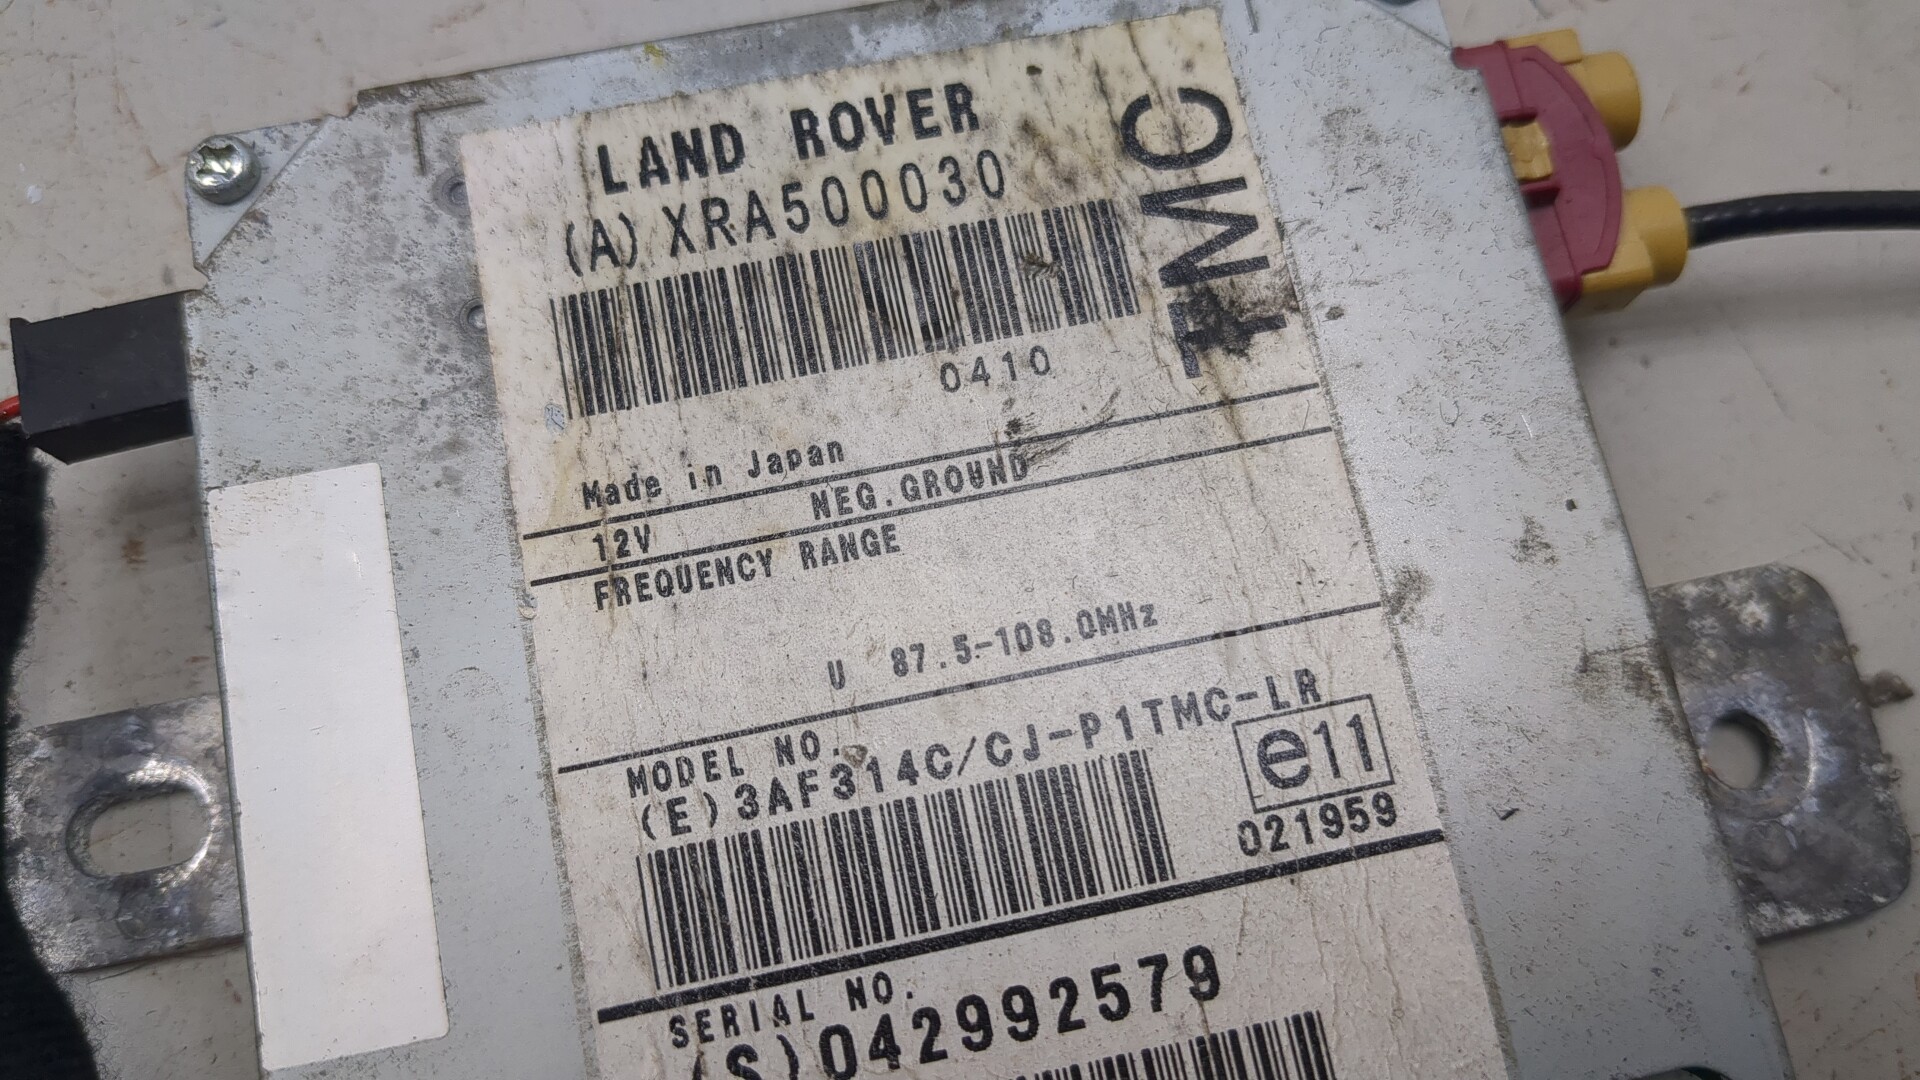 LAND ROVER
(A) XRA500030
TMC
0410
Made in Japan
12V NEG.GROUND
FREQUENCY RANGE
U 87.5-108.0MHz
MODEL NO.
(E)3AF314C/CJ-P1TMC-LR
e11
021959
SERIAL NO.
(S)042992579